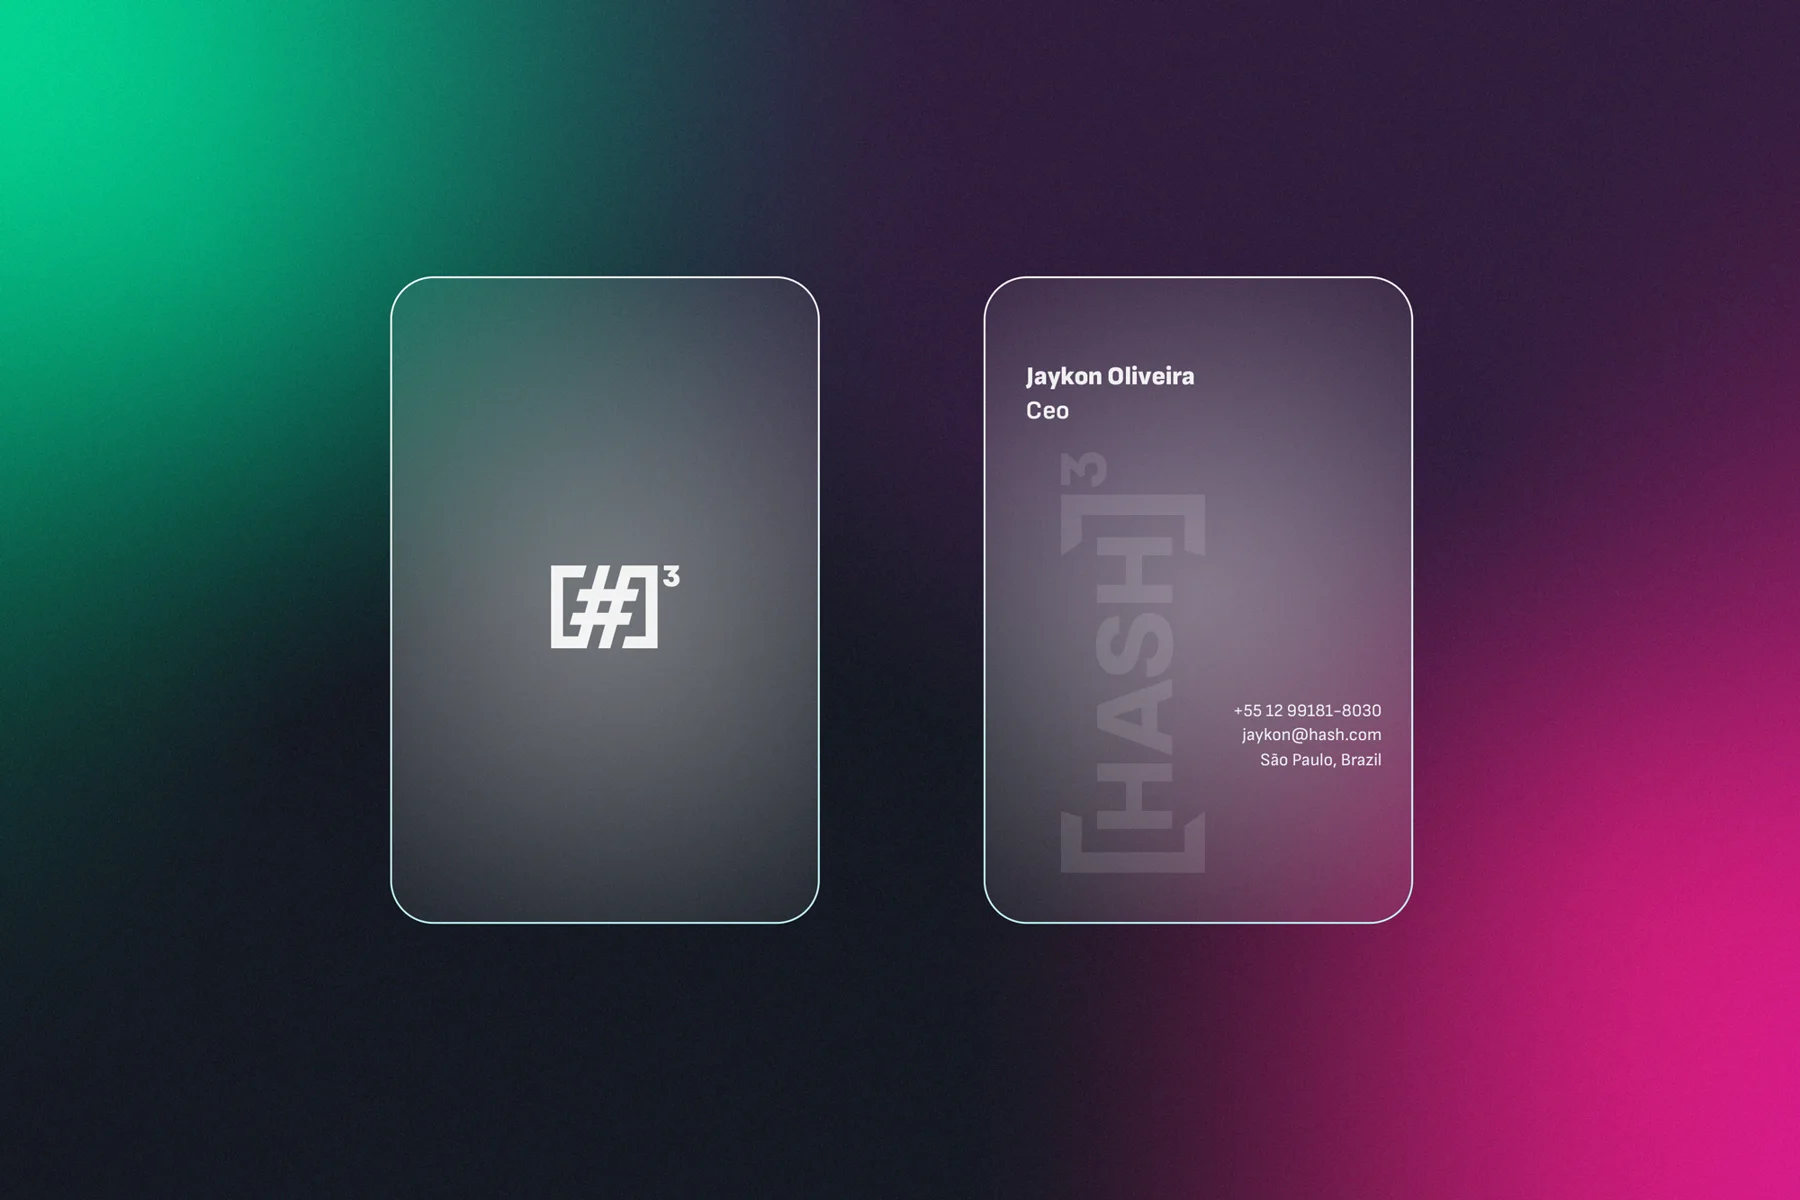 [#]³
Jaykon Oliveira
Ceo
[HASH]³
+55 12 99181-8030
jaykon@hash.com
São Paulo, Brazil